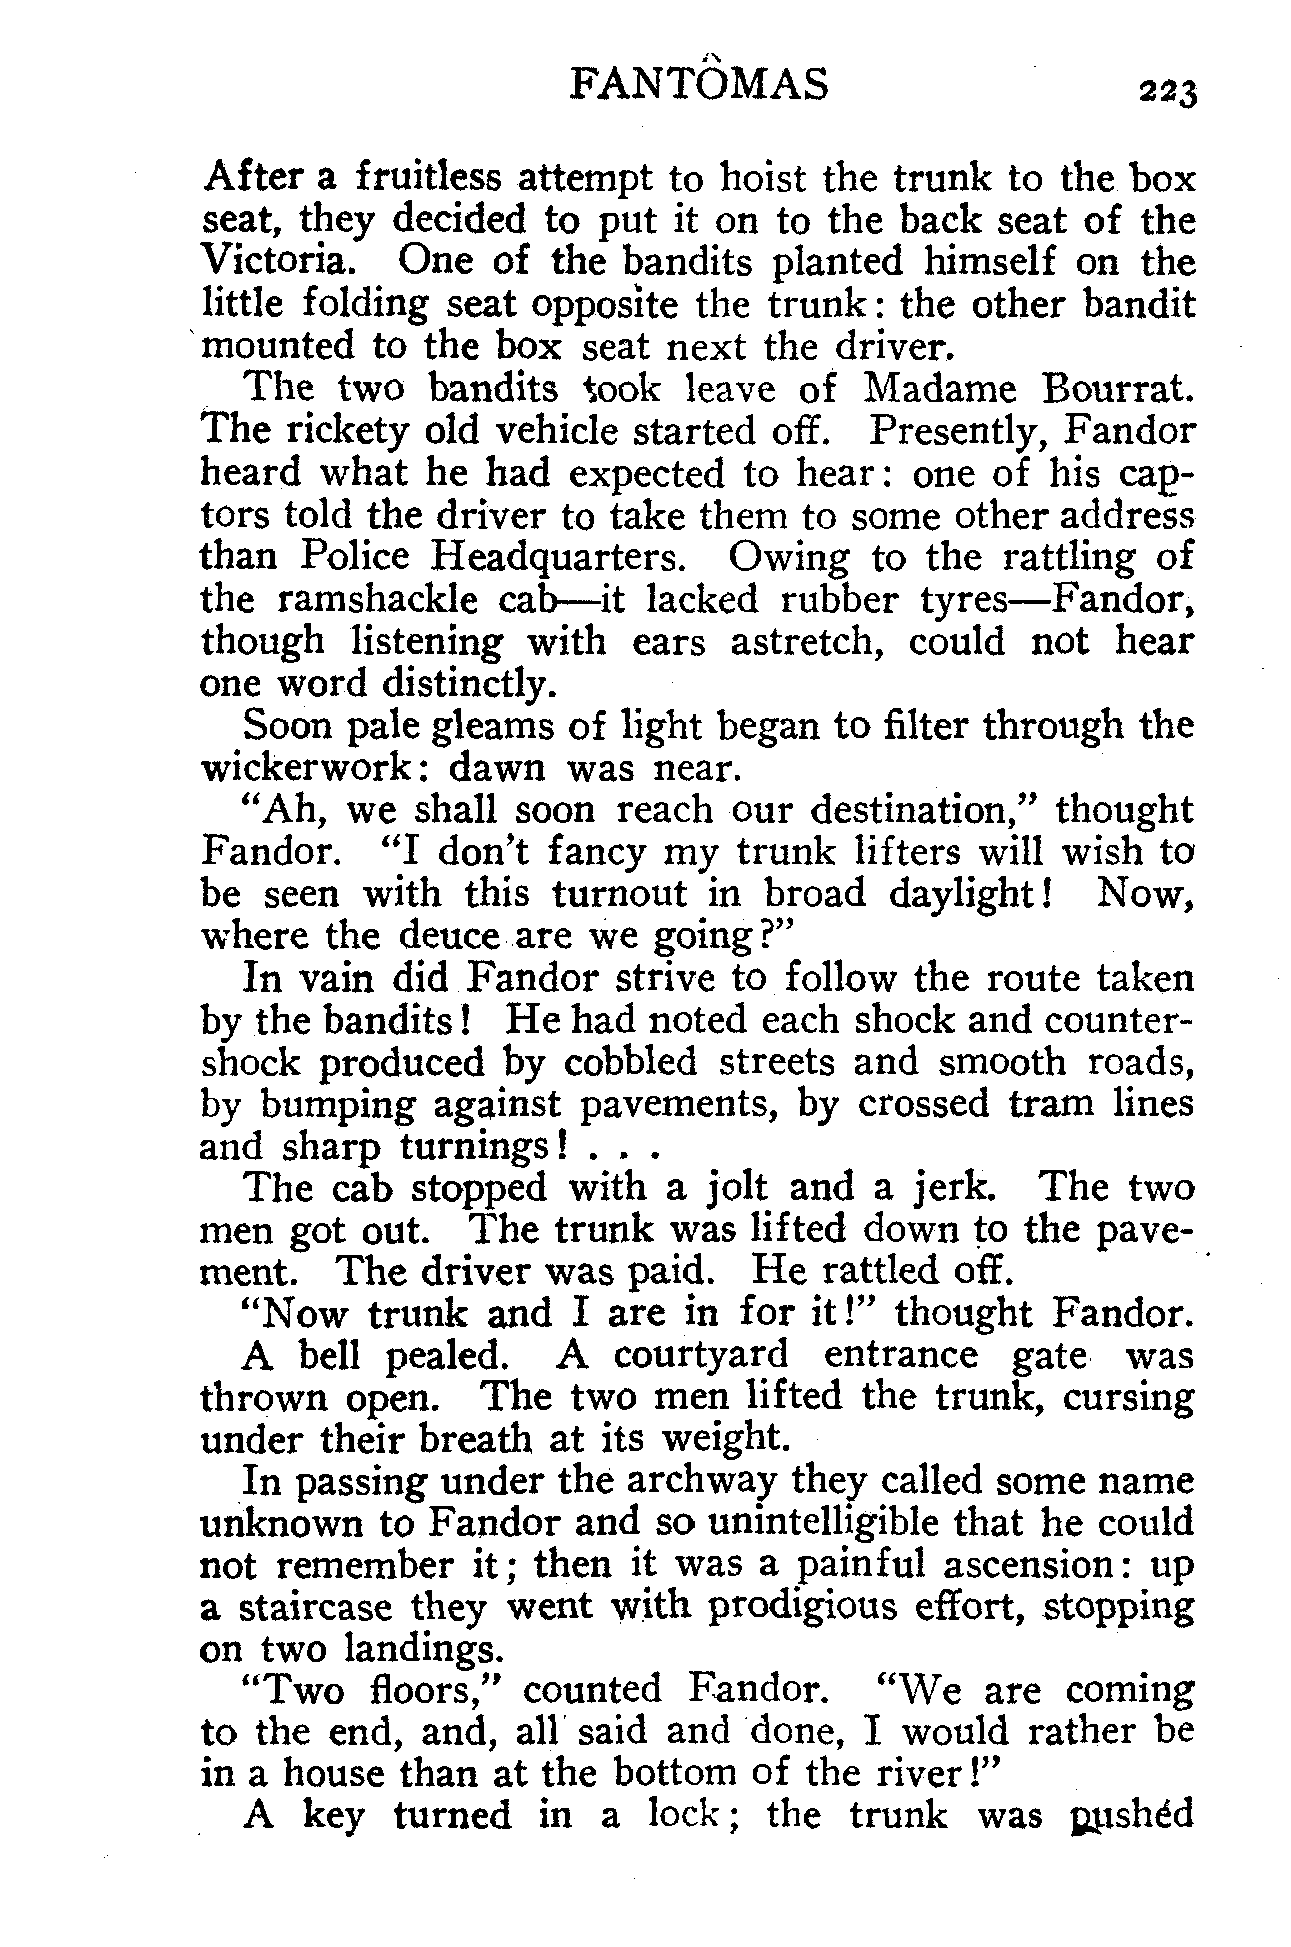 FANTÔMAS 223
After a fruitless attempt to hoist the trunk to the box
seat, they decided to put it on to the back seat of the
Victoria. One of the bandits planted himself on the
little folding seat opposite the trunk: the other bandit
mounted to the box seat next the driver.
The two bandits took leave of Madame Bourrat.
The rickety old vehicle started off. Presently, Fandor
heard what he had expected to hear: one of his cap-
tors told the driver to take them to some other address
than Police Headquarters. Owing to the rattling of
the ramshackle cab—it lacked rubber tyres—Fandor,
though listening with ears astretch, could not hear
one word distinctly.
Soon pale gleams of light began to filter through the
wickerwork: dawn was near.
"Ah, we shall soon reach our destination," thought
Fandor. "I don't fancy my trunk lifters will wish to
be seen with this turnout in broad daylight! Now,
where the deuce are we going?"
In vain did Fandor strive to follow the route taken
by the bandits! He had noted each shock and counter-
shock produced by cobbled streets and smooth roads,
by bumping against pavements, by crossed tram lines
and sharp turnings! . . .
The cab stopped with a jolt and a jerk. The two
men got out. The trunk was lifted down to the pave-
ment. The driver was paid. He rattled off.
"Now trunk and I are in for it!" thought Fandor.
A bell pealed. A courtyard entrance gate was
thrown open. The two men lifted the trunk, cursing
under their breath at its weight.
In passing under the archway they called some name
unknown to Fandor and so unintelligible that he could
not remember it; then it was a painful ascension: up
a staircase they went with prodigious effort, stopping
on two landings.
"Two floors," counted Fandor. "We are coming
to the end, and, all said and done, I would rather be
in a house than at the bottom of the river!"
A key turned in a lock; the trunk was pushed